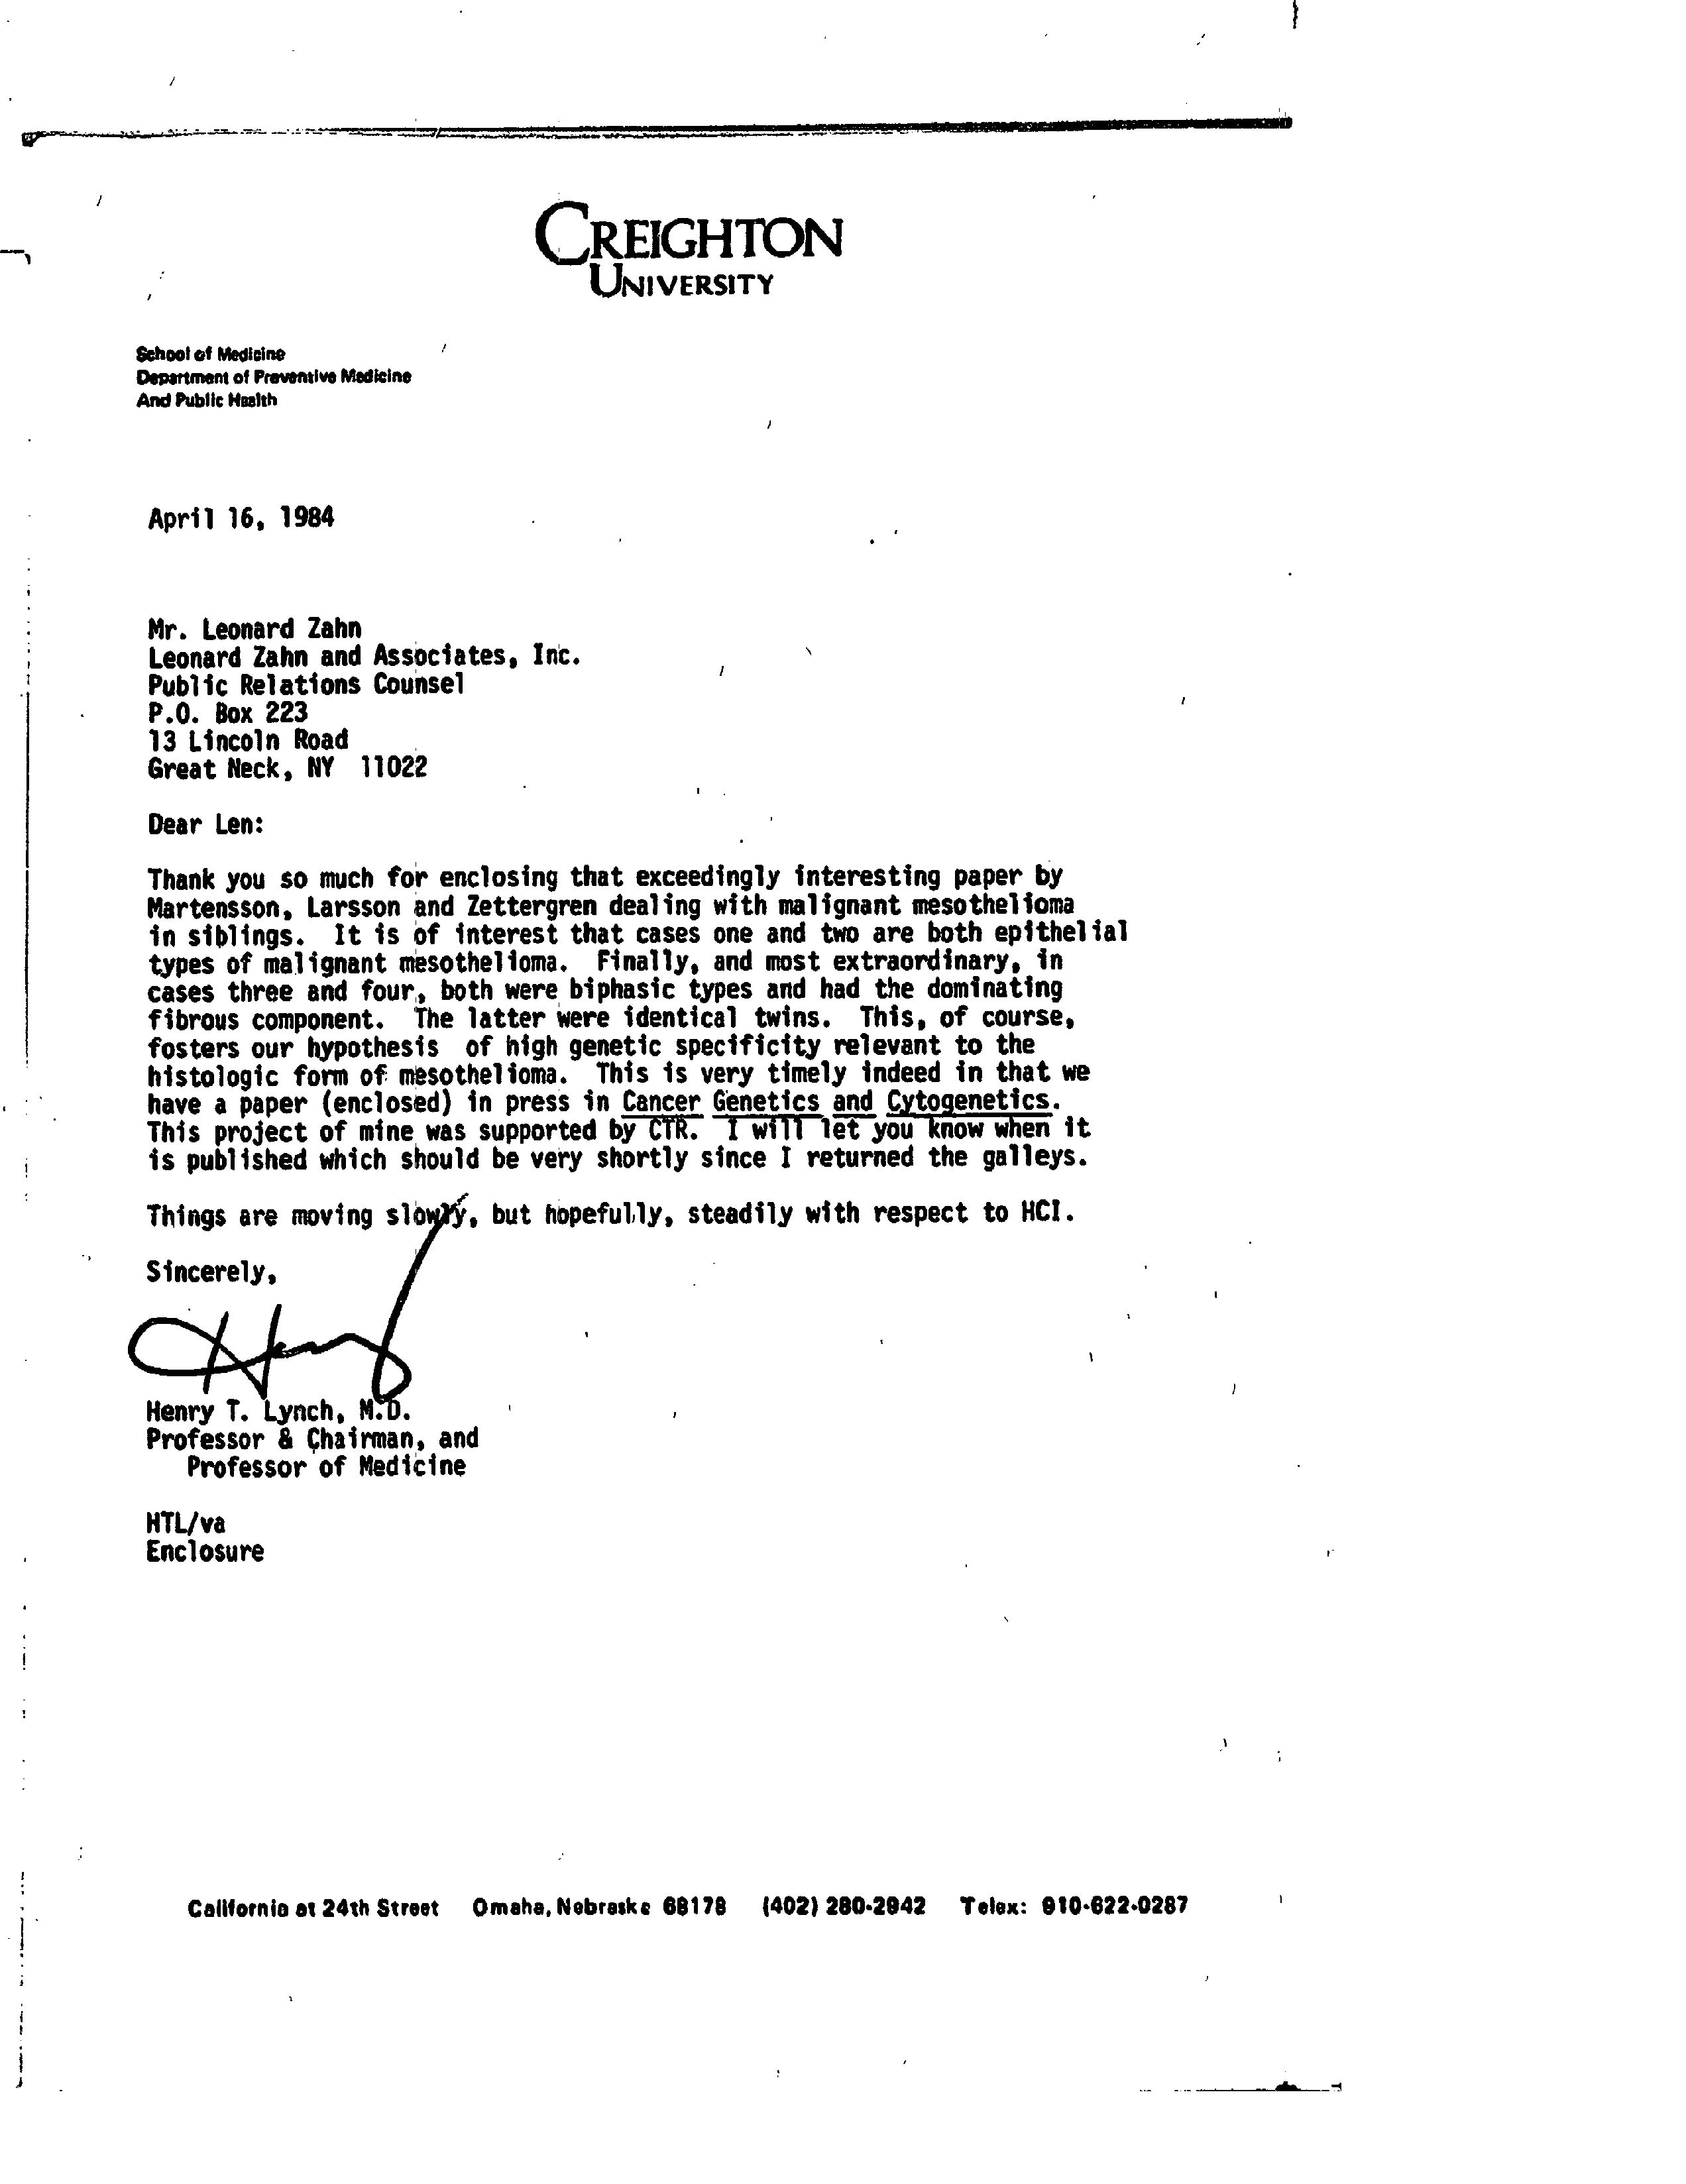 CREIGHTON
UNIVERSITY
School of Medicine
Department of Preventive Medicine
And Public Health
April 16, 1984
Mr. Leonard Zahn
Leonard Zahn and Associates, Inc.
Public Relations Counsel
P.O. Box 223
13 Lincoln Road
Great Neck, NY 11022
Dear Len:
Thank you so much for enclosing that exceedingly interesting paper by
Martensson, Larsson and Zettergren dealing with malignant mesothelioma
in siblings. It is of interest that cases one and two are both epithelial
types of malignant mesothelioma. Finally, and most extraordinary, in
cases three and four, both were biphasic types and had the dominating
fibrous component. The latter were identical twins. This, of course,
fosters our hypothesis of high genetic specificity relevant to the
histologic form of mesothelioma. This is very timely indeed in that we
have a paper (enclosed) in press in Cancer Genetics and Cytogenetics.
This project of mine was supported by CTR. I will let you know when it
is published which should be very shortly since I returned the galleys.
Things are moving slowly, but hopefully, steadily with respect to HCI.
Sincerely,
Henry
Henry T. Lynch, M.D.
Professor & Chairman, and
Professor of Medicine
HTL/va
Enclosure
California at 24th Street Omaha, Nebraska 68178 (402) 280-2942 Telex: 910-622-0287